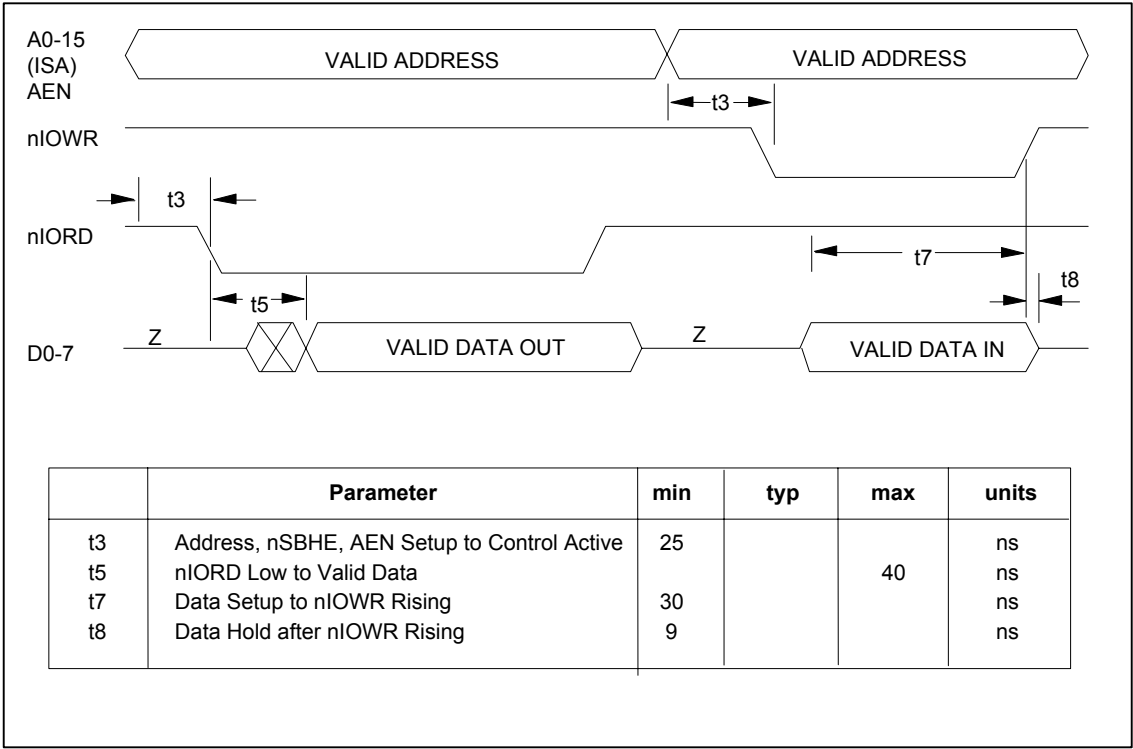 A0-15
(ISA)
AEN
VALID ADDRESS VALID ADDRESS
t3
nIOWR
t3
nIORD
t7
t8
t5
Z Z
D0-7
VALID DATA OUT VALID DATA IN
Parameter min typ max units
t3 Address, nSBHE, AEN Setup to Control Active 25 ns
t5 nIORD Low to Valid Data 40 ns
t7 Data Setup to nIOWR Rising 30 ns
t8 Data Hold after nIOWR Rising 9 ns